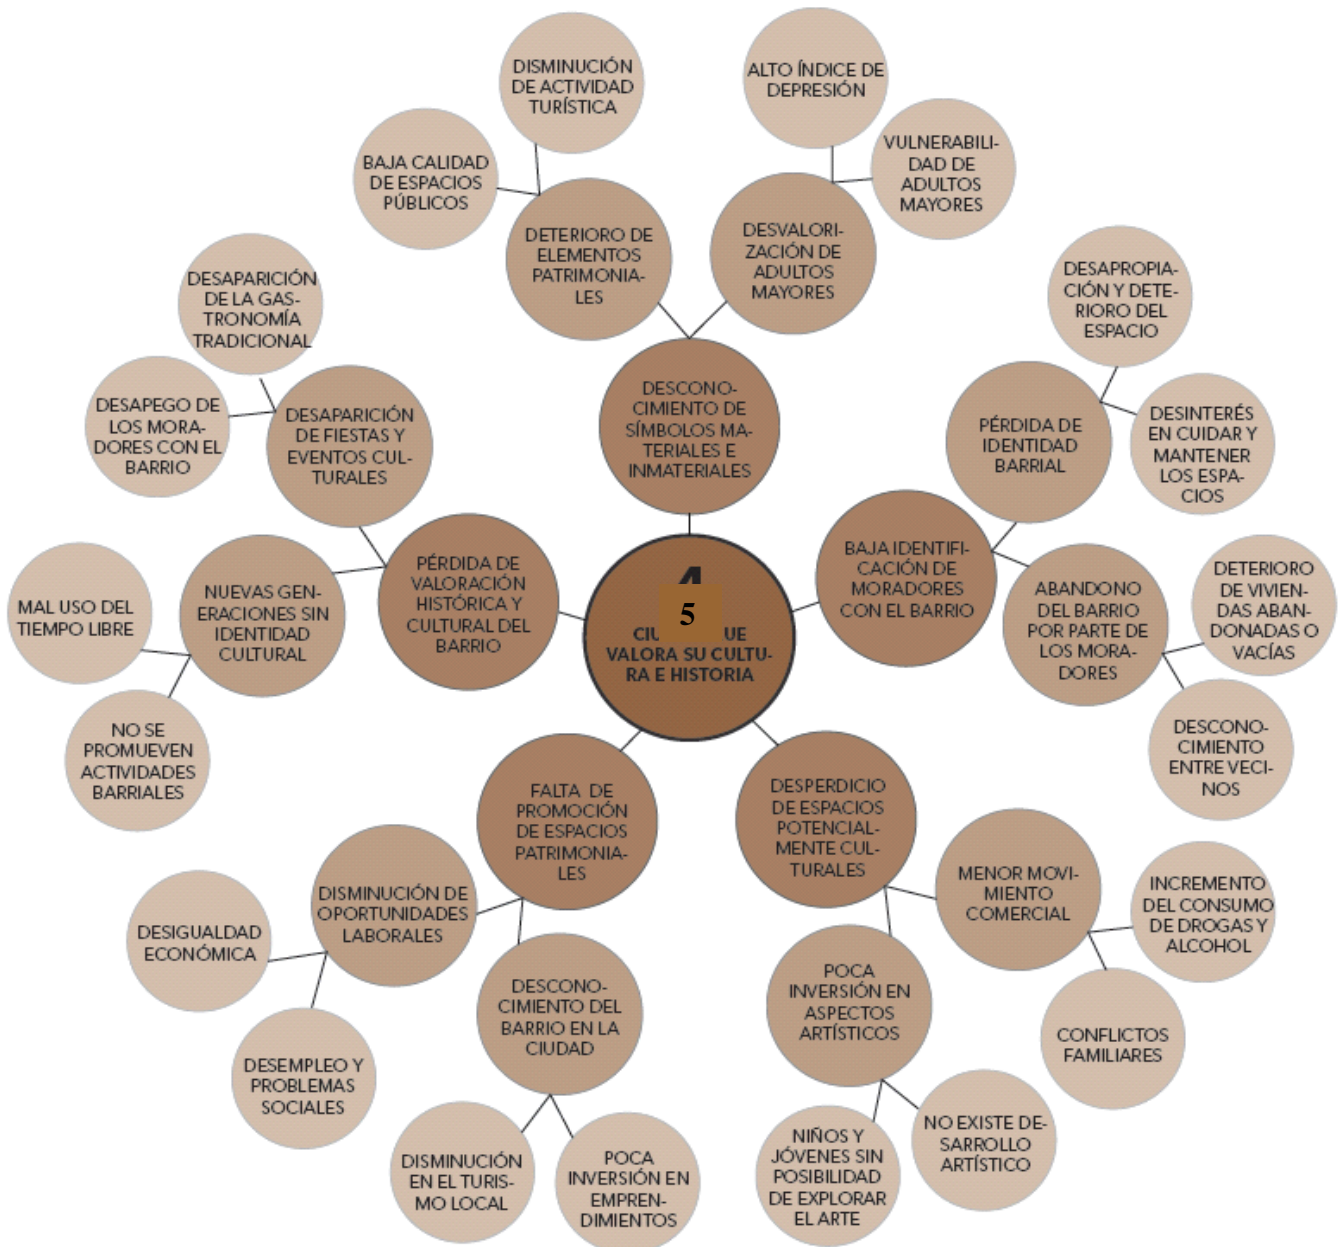 DISMINUCIÓN
DE ACTIVIDAD
TURÍSTICA
ALTO ÍNDICE DE
DEPRESIÓN
BAJA CALIDAD
DE ESPACIOS
PÚBLICOS
VULNERABILI-
DAD DE
ADULTOS
MAYORES
DETERIORO DE
ELEMENTOS
PATRIMONIA-
LES
DESVALORI-
ZACIÓN DE
ADULTOS
MAYORES
DESAPARICIÓN
DE LA GAS-
TRONOMÍA
TRADICIONAL
DESAPROPIA-
CIÓN Y DETE-
RIORO DEL
ESPACIO
DESAPEGO DE
LOS MORA-
DORES CON EL
BARRIO
DESAPARICIÓN
DE FIESTAS Y
EVENTOS CUL-
TURALES
DESCONO-
CIMIENTO DE
SÍMBOLOS MA-
TERIALES E
INMATERIALES
PÉRDIDA DE
IDENTIDAD
BARRIAL
DESINTERÉS
EN CUIDAR Y
MANTENER
LOS ESPA-
CIOS
MAL USO DEL
TIEMPO LIBRE
NUEVAS GEN-
ERACIONES SIN
IDENTIDAD
CULTURAL
PÉRDIDA DE
VALORACIÓN
HISTÓRICA Y
CULTURAL DEL
BARRIO
5
VALORA SU CULTU-
RA E HISTORIA
BAJA IDENTIFI-
CACIÓN DE
MORADORES
CON EL BARRIO
ABANDONO
DEL BARRIO
POR PARTE DE
LOS MORA-
DORES
DETERIORO
DE VIVIEN-
DAS ABAN-
DONADAS O
VACÍAS
NO SE
PROMUEVEN
ACTIVIDADES
BARRIALES
DESCONO-
CIMIENTO
ENTRE VECI-
NOS
FALTA DE
PROMOCIÓN
DE ESPACIOS
PATRIMONIA-
LES
DESPERDICIO
DE ESPACIOS
POTENCIAL-
MENTE CUL-
TURALES
DISMINUCIÓN DE
OPORTUNIDADES
LABORALES
MENOR MOVI-
MIENTO
COMERCIAL
INCREMENTO
DEL CONSUMO
DE DROGAS Y
ALCOHOL
DESIGUALDAD
ECONÓMICA
DESCONO-
CIMIENTO DEL
BARRIO EN LA
CIUDAD
POCA
INVERSIÓN EN
ASPECTOS
ARTÍSTICOS
CONFLICTOS
FAMILIARES
DESEMPLEO Y
PROBLEMAS
SOCIALES
DISMINUCIÓN
EN EL TURIS-
MO LOCAL
POCA
INVERSIÓN EN
EMPREN-
DIMIENTOS
NIÑOS Y
JÓVENES SIN
POSIBILIDAD
DE EXPLORAR
EL ARTE
NO EXISTE DE-
SARROLLO
ARTÍSTICO